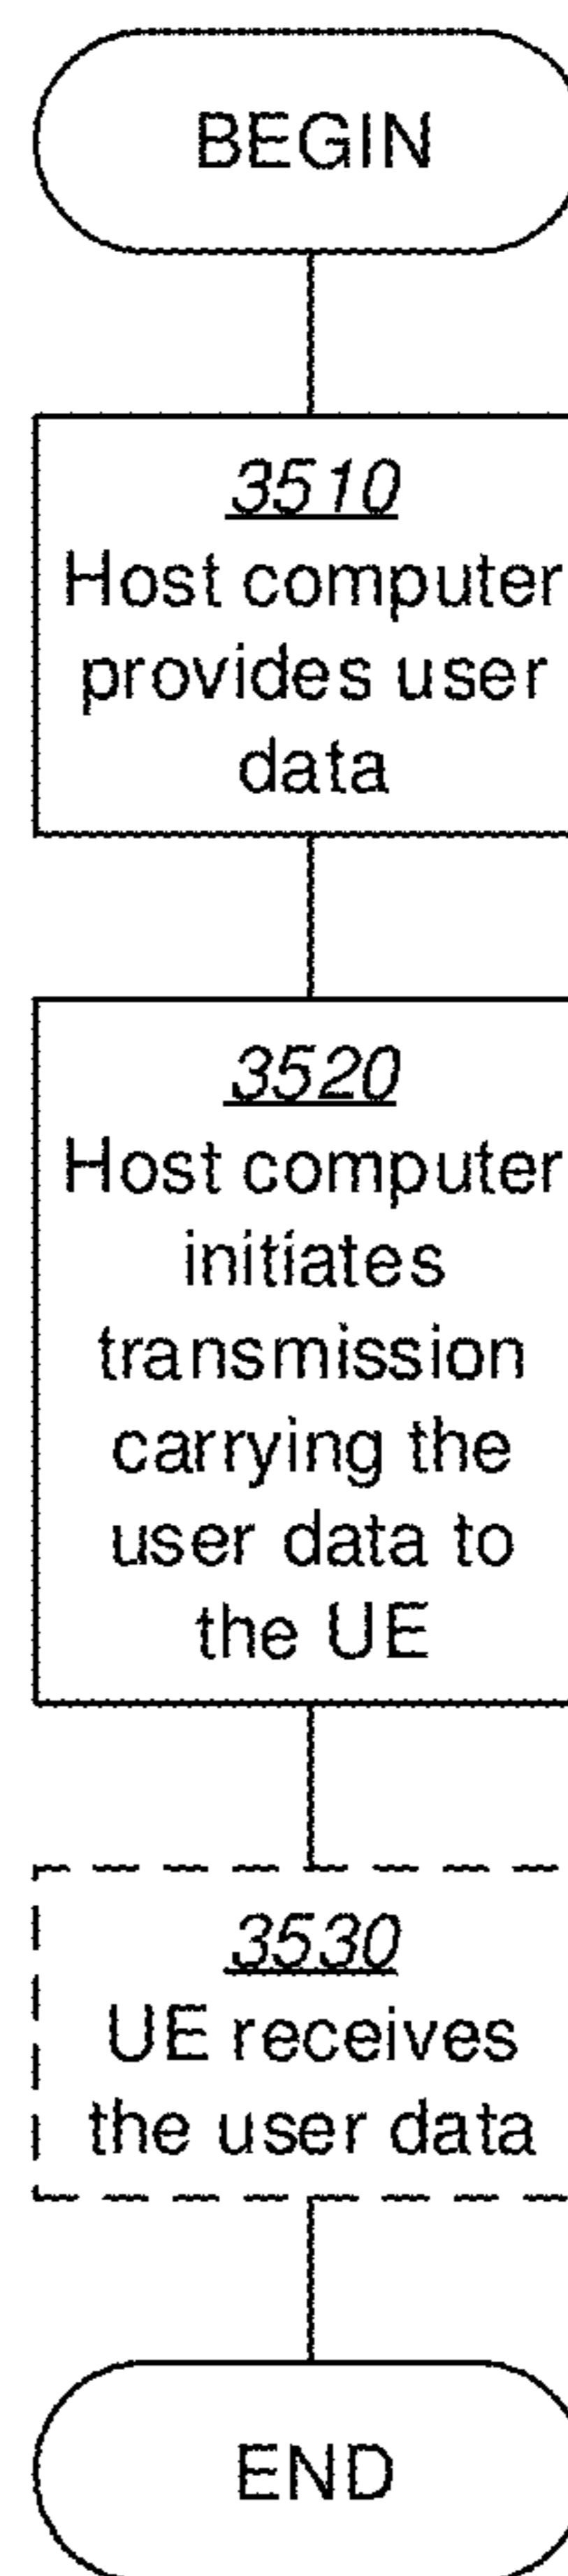 BEGIN
3510
Host computer
provides user
data
3520
Host computer
initiates
transmission
carrying the
user data to
the UE
3530
UE receives
the user data
END